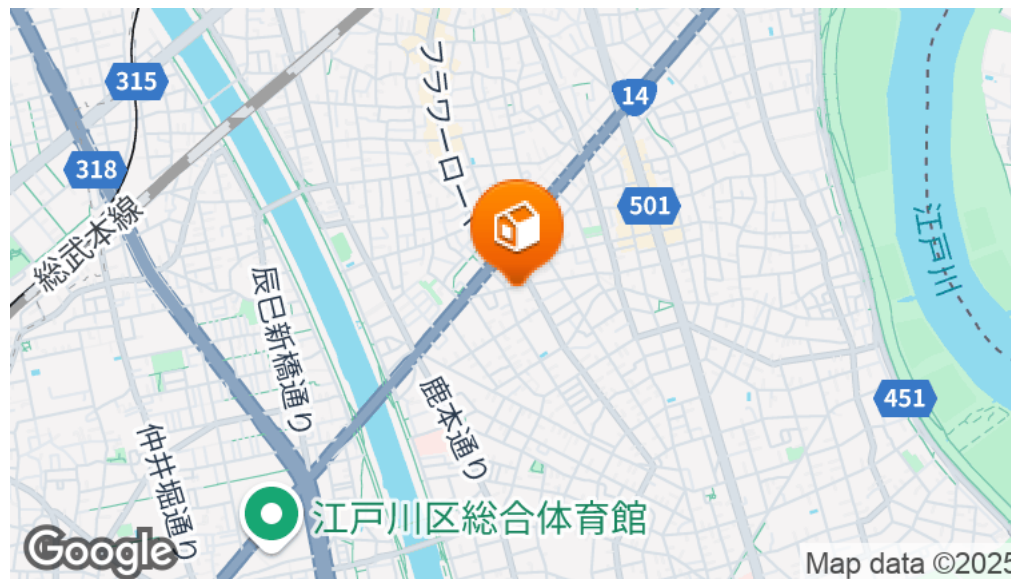 315
14
318
フラワーロー
501
総武本線
江戸川
辰巳新橋通り
鹿本通り
451
仲井堀通り
江戸川区総合体育館
Google
Map data ©2025